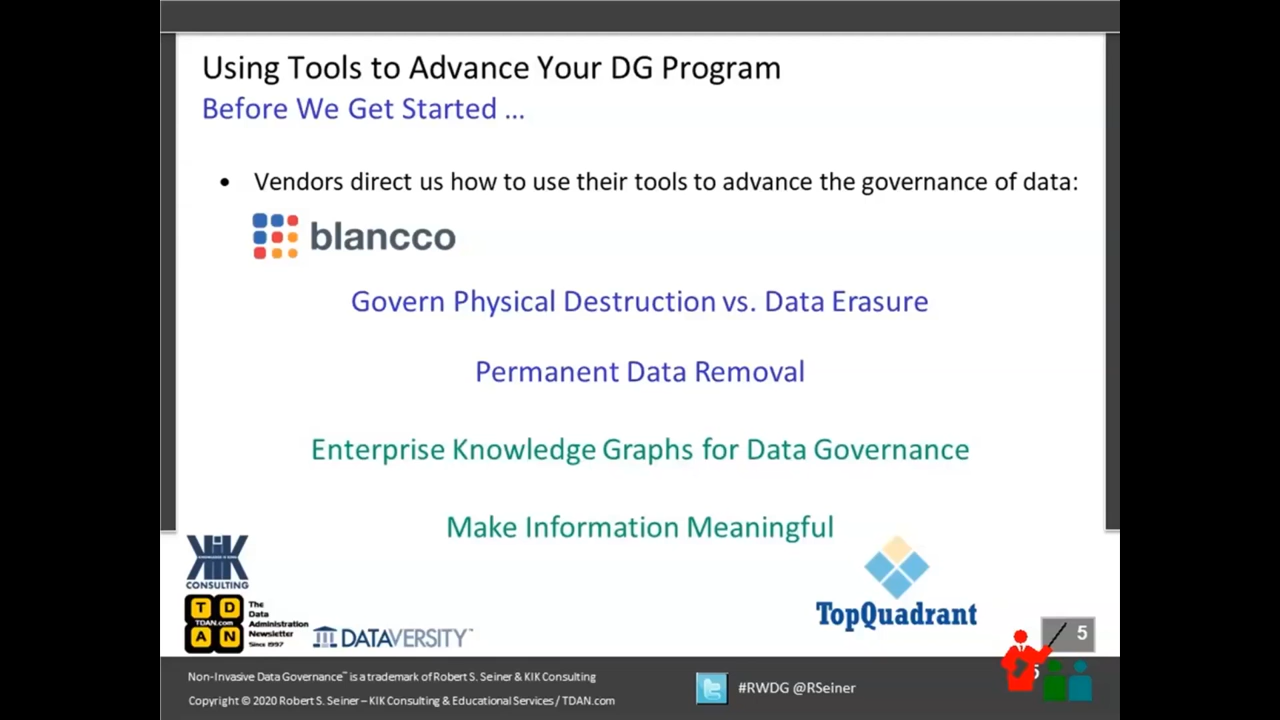 Using Tools to Advance Your DG Program
Before We Get Started ...
• Vendors direct us how to use their tools to advance the governance of data:
blancco
Govern Physical Destruction vs. Data Erasure
Permanent Data Removal
Enterprise Knowledge Graphs for Data Governance
Make Information Meaningful
KIK
CONSULTING
TopQuadrant
T D
TDAN.com
A N
The
Data
Administration
Newsletter
Since 1997
DATAVERSITY™
5
5
Non-Invasive Data Governance™ is a trademark of Robert S. Seiner & KIK Consulting
#RWDG @RSeiner
Copyright © 2020 Robert S. Seiner – KIK Consulting & Educational Services / TDAN.com